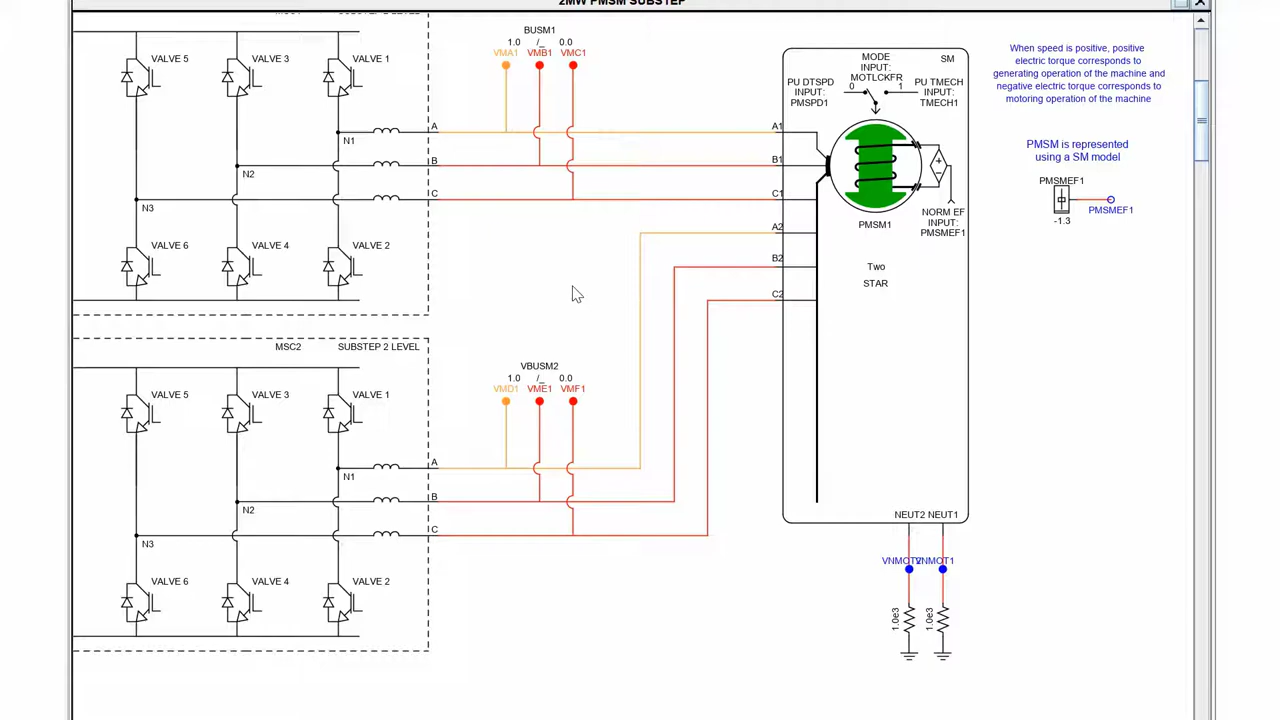 2MW PMSM SUBSTEP
SUBSTEP 2 LEVEL
VALVE 5
VALVE 3
VALVE 1
N1
N2
N3
VALVE 6
VALVE 4
VALVE 2
A
B
C
BUSM1
1.0 /_ 0.0
VMA1 VMB1 VMC1
A1
B1
C1
A2
B2
C2
MODE
INPUT:
MOTLCKFR
SM
PU DTSPD
INPUT:
PMSPD1
0
1
PU TMECH
INPUT:
TMECH1
+
−
PMSM1
NORM EF
INPUT:
PMSMEF1
Two
STAR
When speed is positive, positive
electric torque corresponds to
generating operation of the machine and
negative electric torque corresponds to
motoring operation of the machine
PMSM is represented
using a SM model
PMSMEF1
PMSMEF1
-1.3
MSC2
SUBSTEP 2 LEVEL
VALVE 5
VALVE 3
VALVE 1
N1
N2
N3
VALVE 6
VALVE 4
VALVE 2
A
B
C
VBUSM2
1.0 /_ 0.0
VMD1 VME1 VMF1
NEUT2 NEUT1
1.0e3
1.0e3